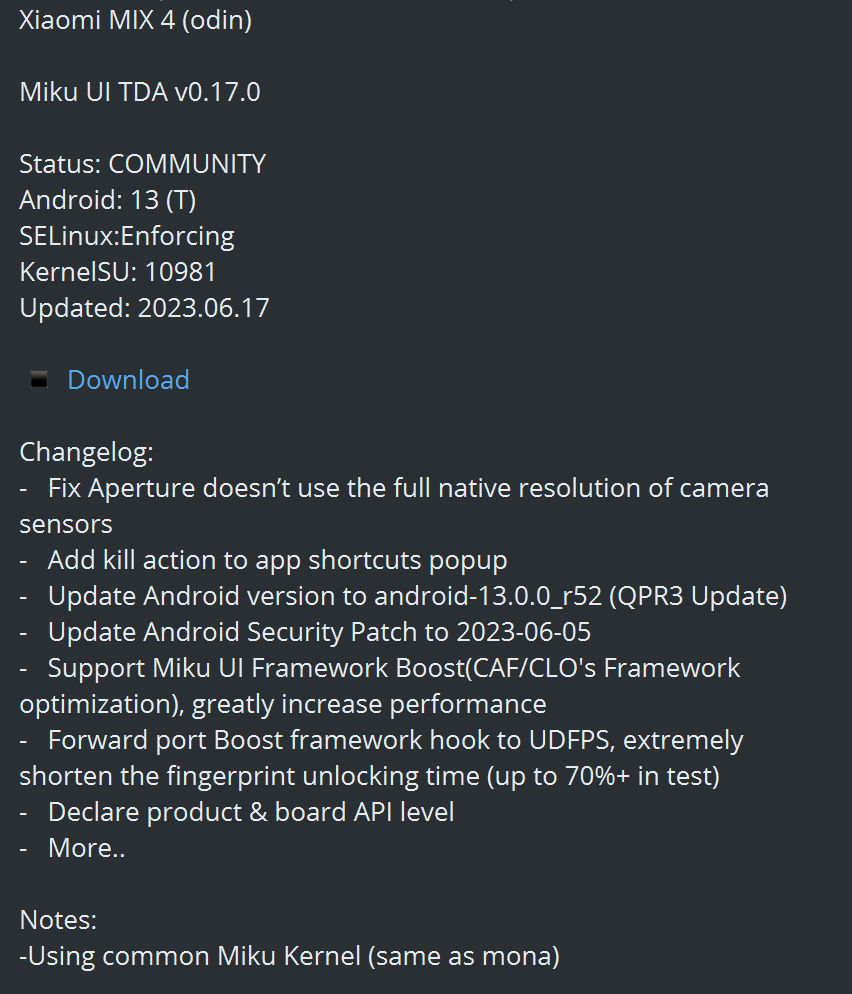 Xiaomi MIX 4 (odin)
Miku UI TDA v0.17.0
Status: COMMUNITY
Android: 13 (T)
SELinux:Enforcing
KernelSU: 10981
Updated: 2023.06.17
Download
Changelog:
- Fix Aperture doesn’t use the full native resolution of camera
sensors
- Add kill action to app shortcuts popup
- Update Android version to android-13.0.0_r52 (QPR3 Update)
- Update Android Security Patch to 2023-06-05
- Support Miku UI Framework Boost(CAF/CLO's Framework
optimization), greatly increase performance
- Forward port Boost framework hook to UDFPS, extremely
shorten the fingerprint unlocking time (up to 70%+ in test)
- Declare product & board API level
- More..
Notes:
-Using common Miku Kernel (same as mona)